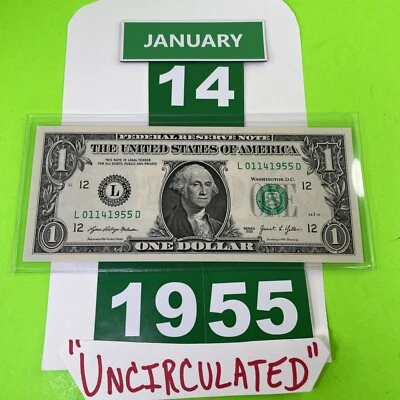 JANUARY
14
FEDERAL RESERVE NOTE
THE UNITED STATES OF AMERICA
THIS NOTE IS LEGAL TENDER
FOR ALL DEBTS, PUBLIC AND PRIVATE
L 01141955 D
WASHINGTON, D.C.
12
L
12
L 01141955 D
12
12
SERIES
1
1
1
1
ONE DOLLAR
1955
"UNCIRCULATED"